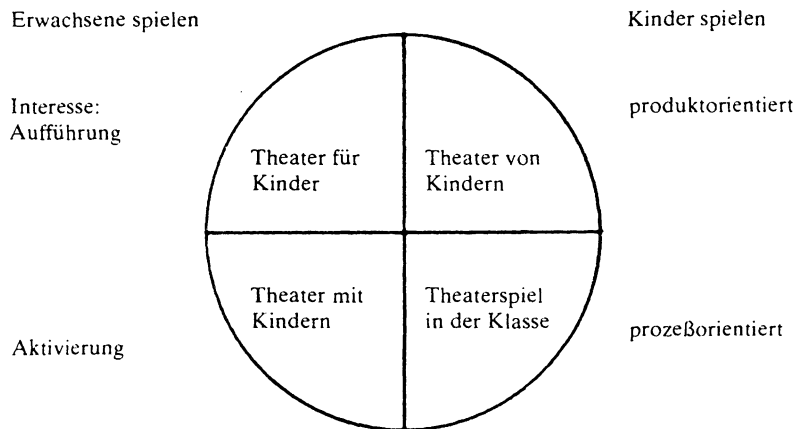 Erwachsene spielen
Kinder spielen
Interesse:
Aufführung
produktorientiert
Theater für
Kinder
Theater von
Kindern
Theater mit
Kindern
Theaterspiel
in der Klasse
Aktivierung
prozeßorientiert